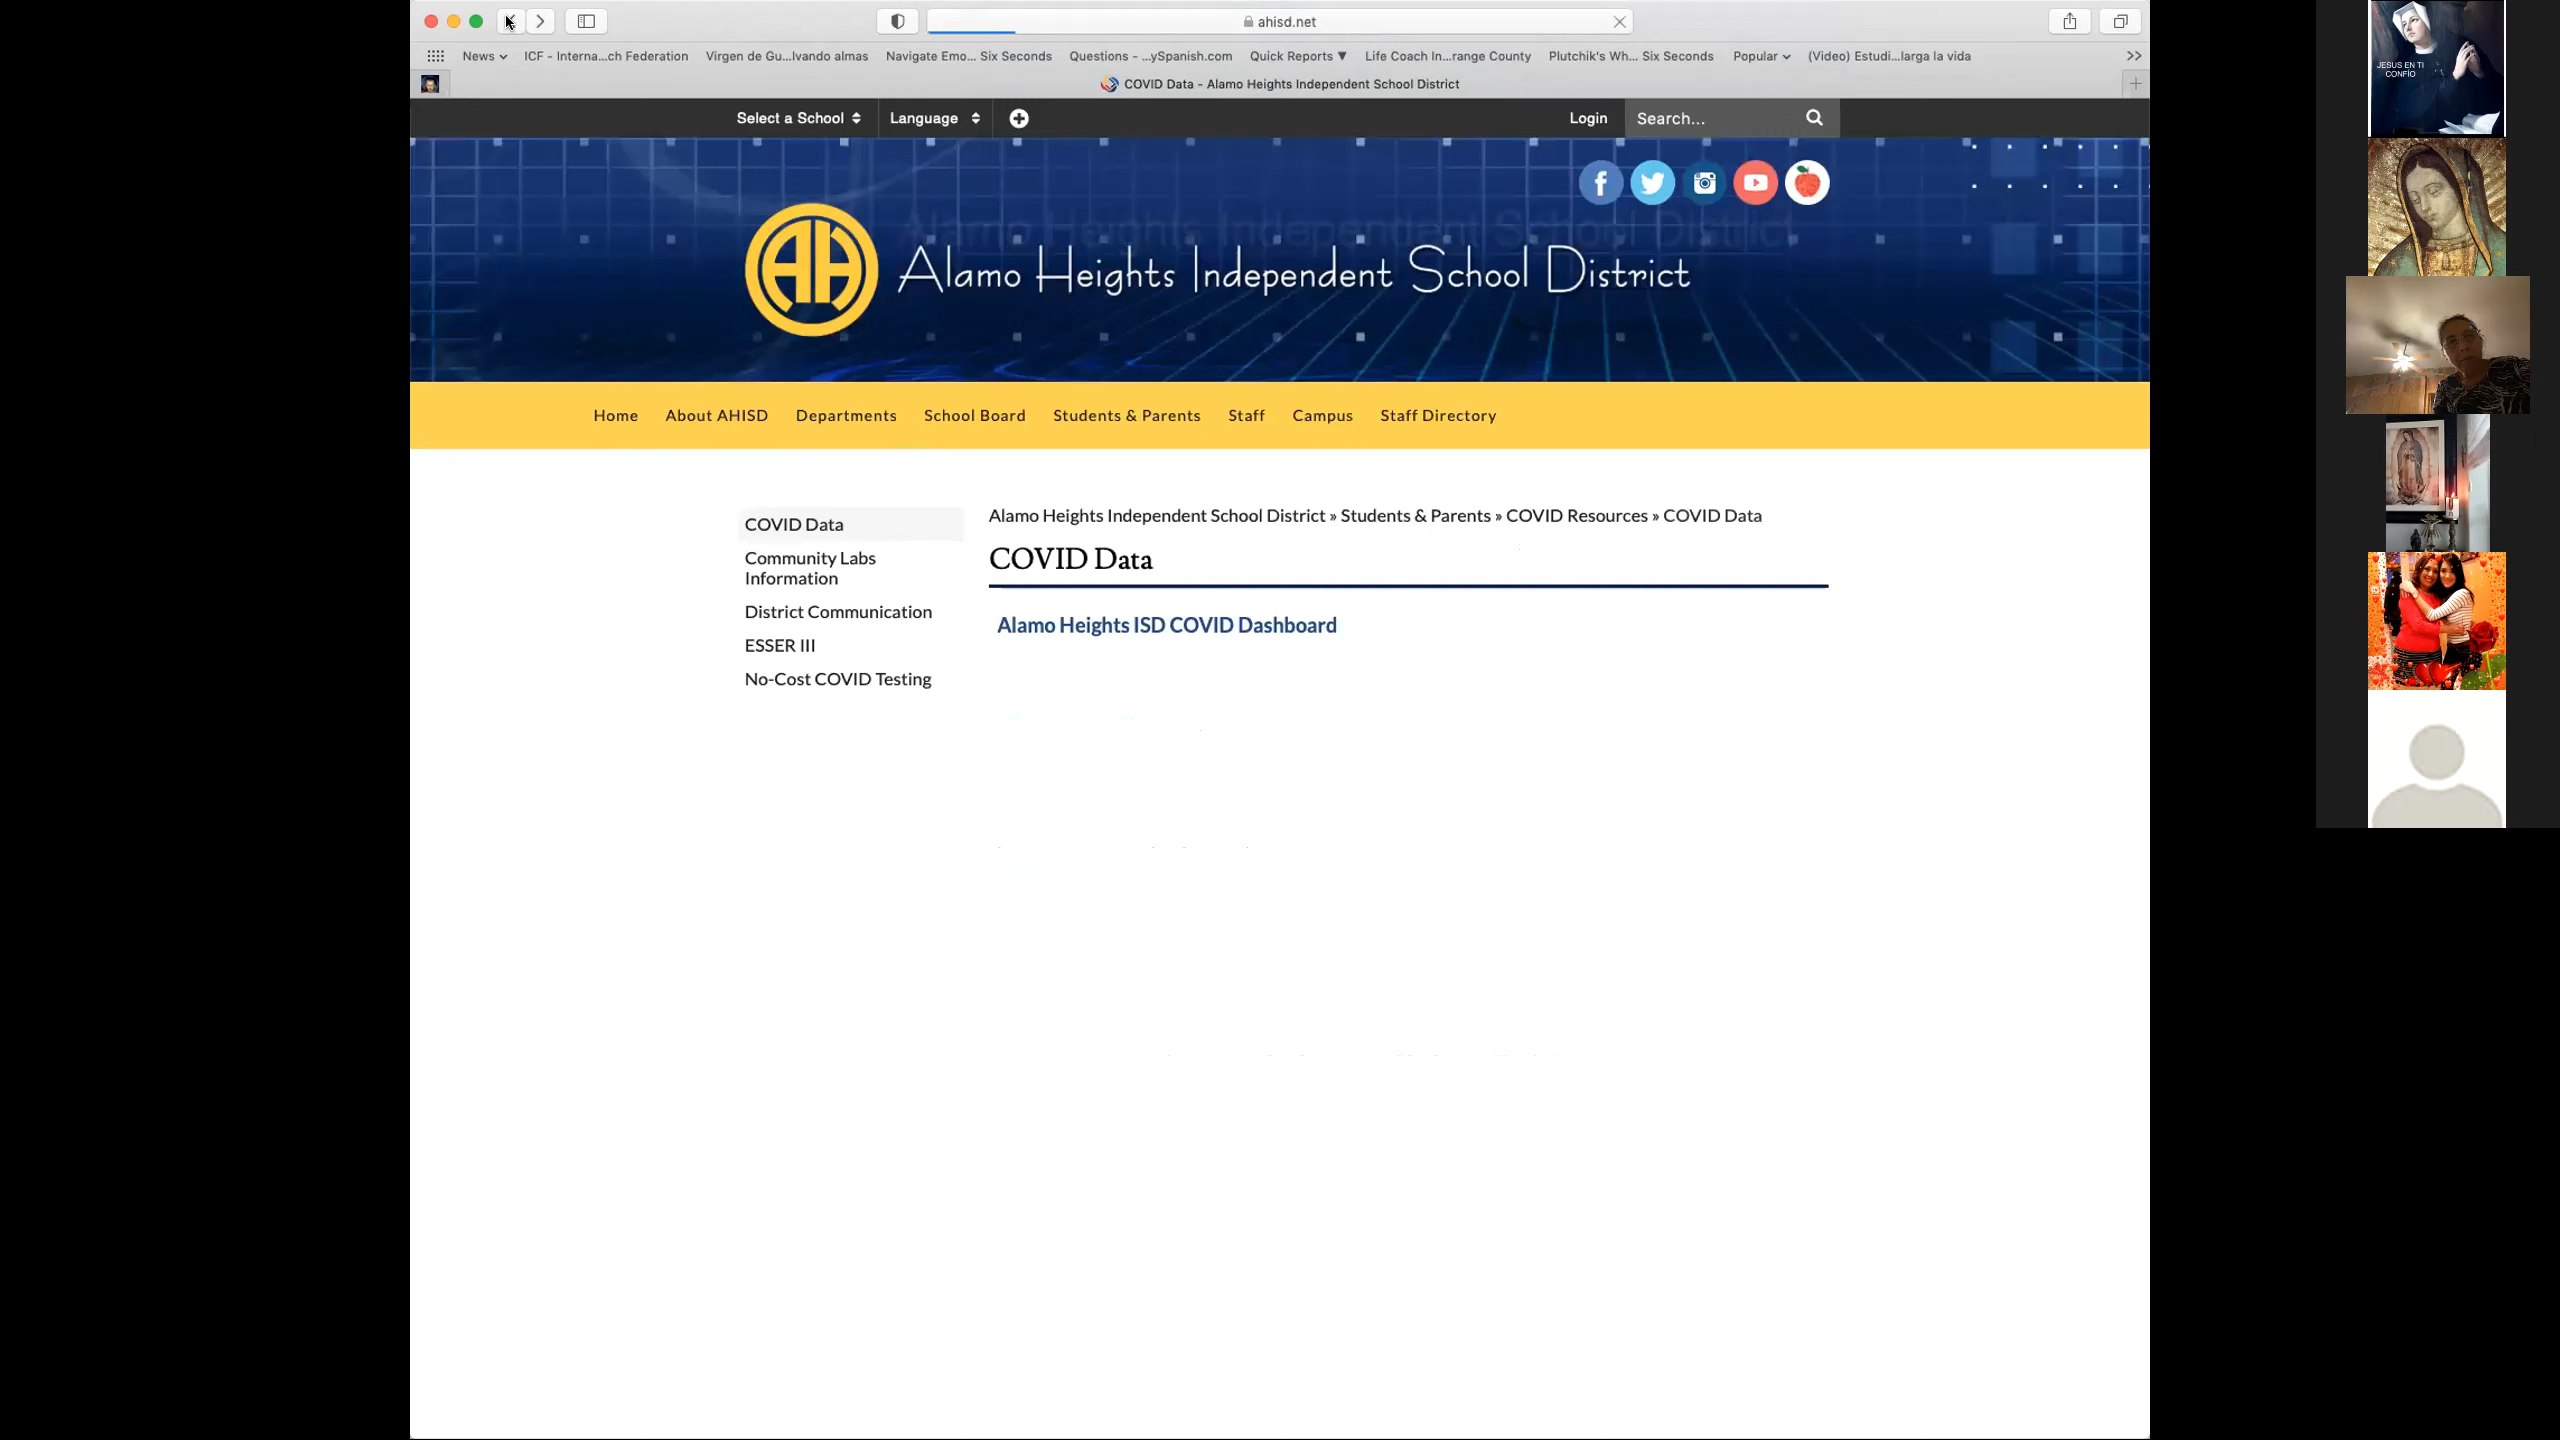 ahisd.net
News
ICF - Interna...ch Federation
Virgen de Gu...lvando almas
Navigate Emo... Six Seconds
Questions - ...ySpanish.com
Quick Reports ▼
Life Coach In...range County
Plutchik's Wh... Six Seconds
Popular
(Video) Estudi...larga la vida
COVID Data - Alamo Heights Independent School District
Select a School
Language
Login
Search...
AH
Alamo Heights Independent School District
Home
About AHISD
Departments
School Board
Students & Parents
Staff
Campus
Staff Directory
COVID Data
Community Labs
Information
District Communication
ESSER III
No-Cost COVID Testing
Alamo Heights Independent School District » Students & Parents » COVID Resources » COVID Data
COVID Data
Alamo Heights ISD COVID Dashboard
JESUS EN TI
CONFÍO